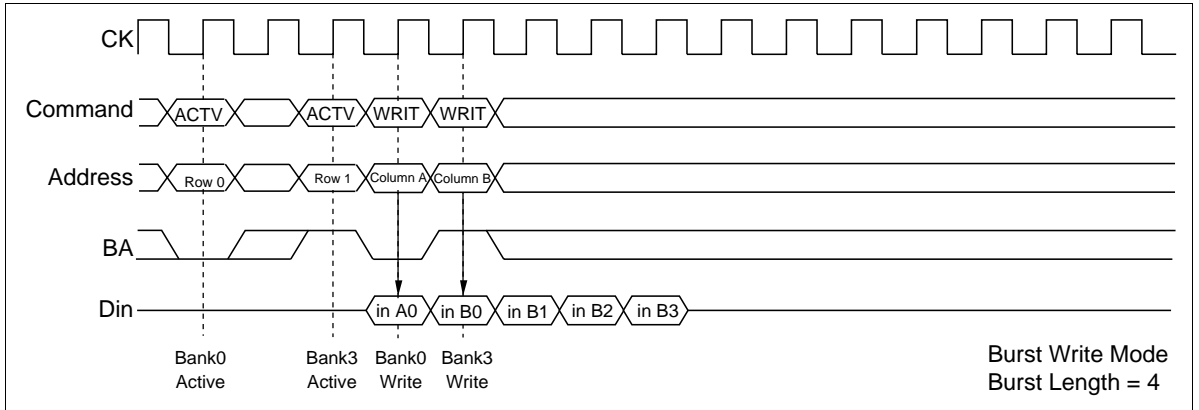 CK
Command ACTV ACTV WRIT WRIT
Address Row 0 Row 1 Column A Column B
BA
Din in A0 in B0 in B1 in B2 in B3
Bank0 Bank3 Bank0 Bank3
Active Active Write Write
Burst Write Mode
Burst Length = 4